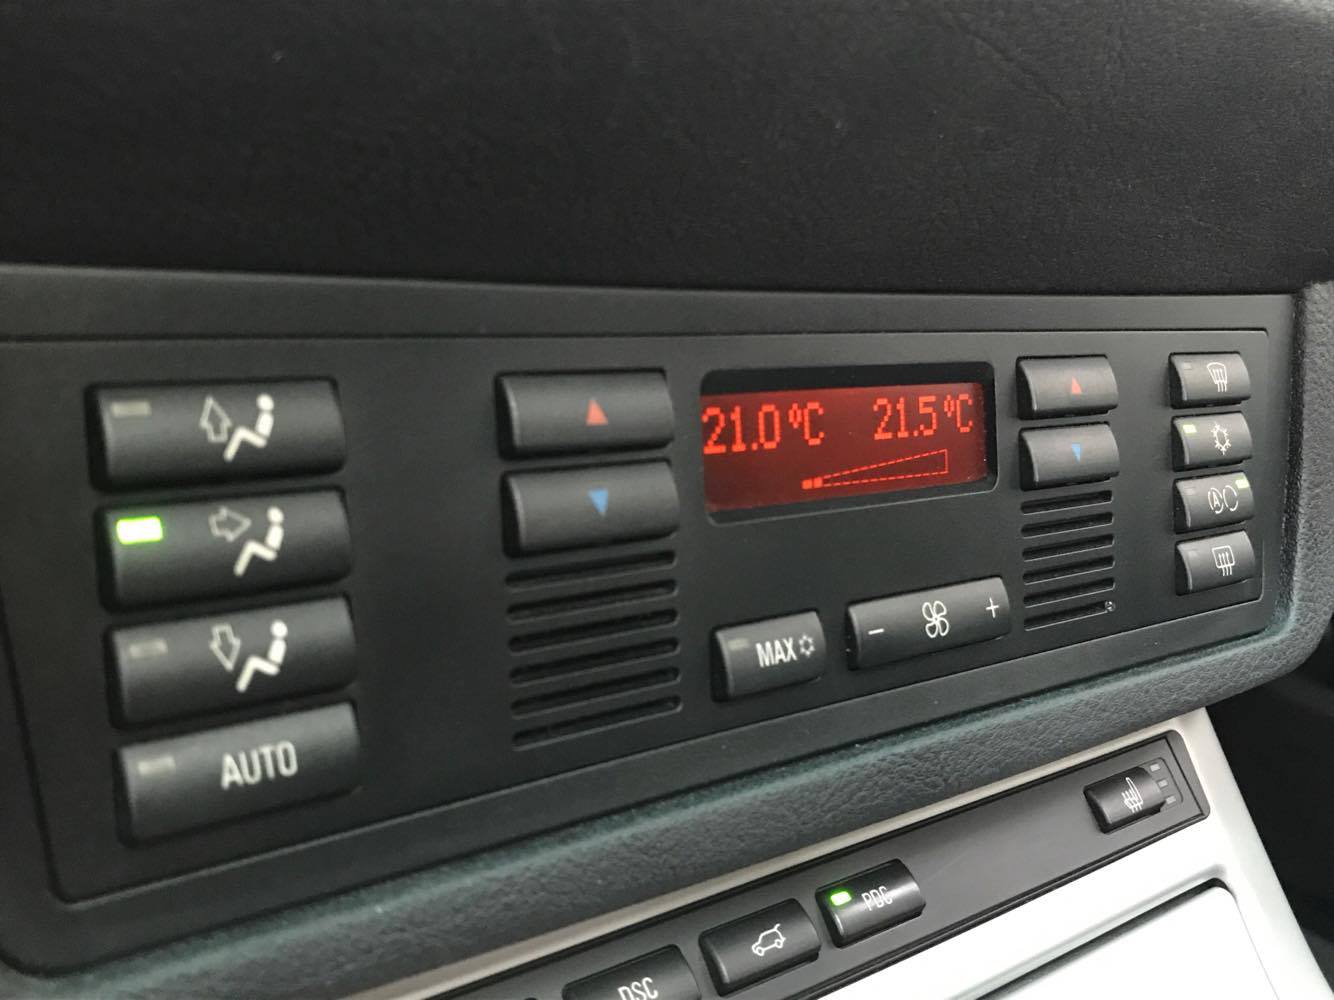 21.0°C 21.5°C
A
MAX
- +
AUTO
PDC
DSC